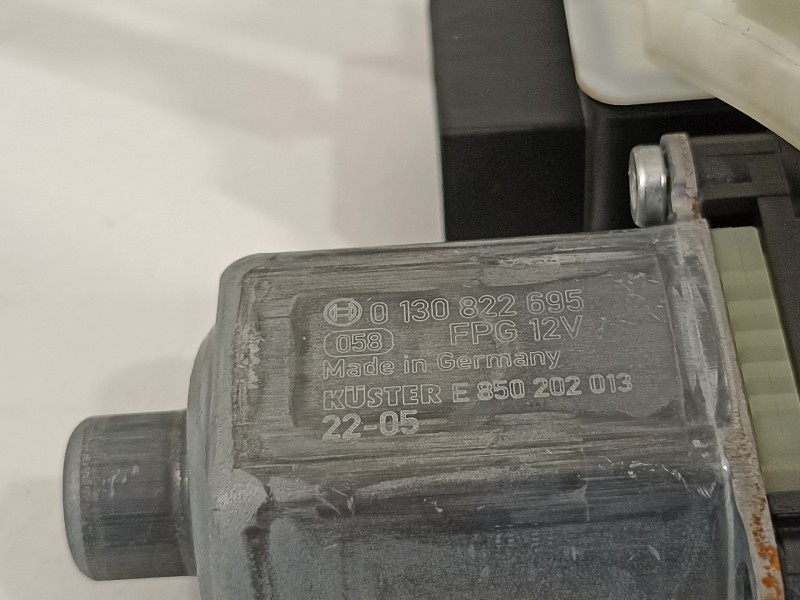 0 130 822 695
058 FPG 12V
Made in Germany
KÜSTER E 850 202 013
22-05